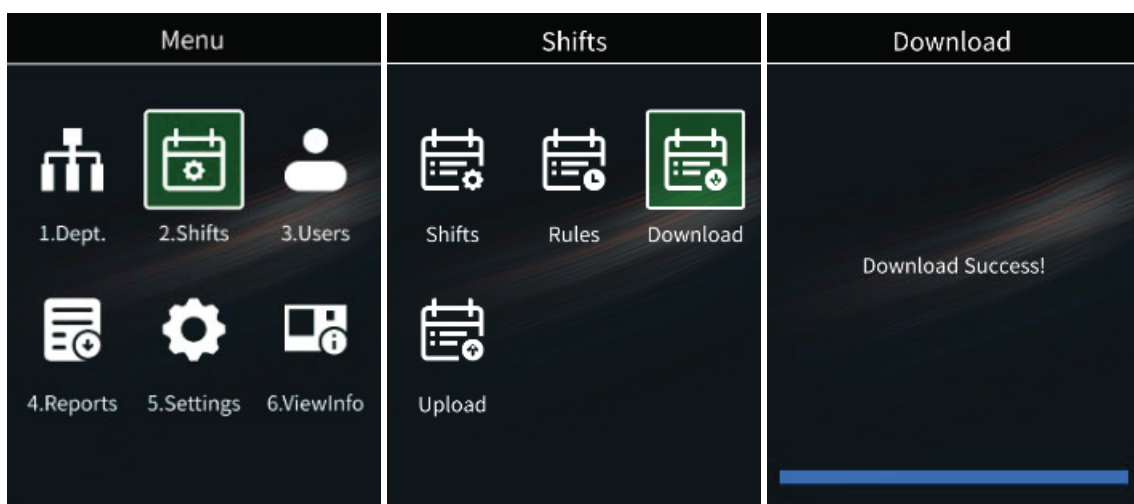 Menu
1.Dept.
2.Shifts
3.Users
4.Reports
5.Settings
6.ViewInfo
Shifts
Shifts
Rules
Download
Upload
Download
Download Success!